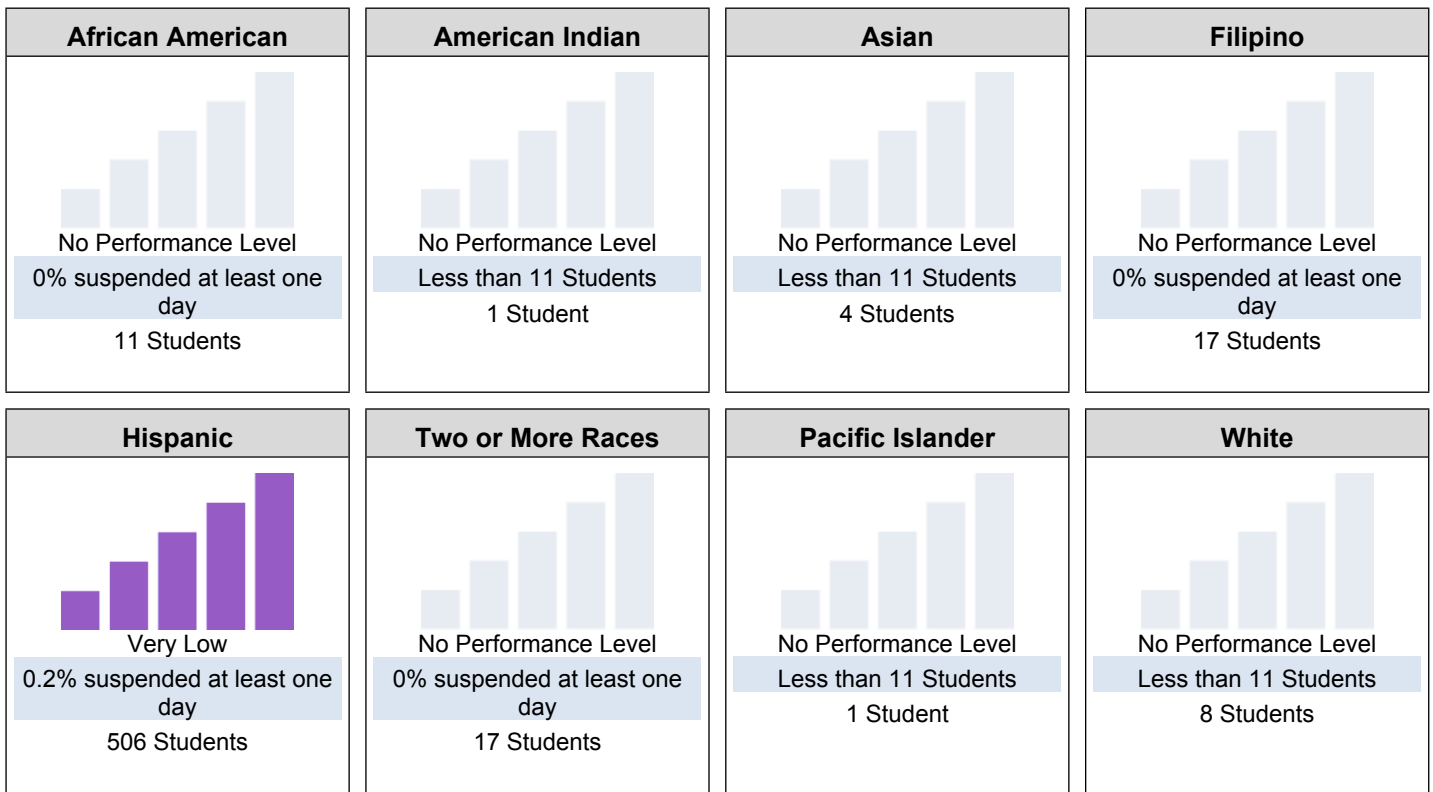 African American
No Performance Level
0% suspended at least one
day
11 Students
American Indian
No Performance Level
Less than 11 Students
1 Student
Asian
No Performance Level
Less than 11 Students
4 Students
Filipino
No Performance Level
0% suspended at least one
day
17 Students
Hispanic
Very Low
0.2% suspended at least one
day
506 Students
Two or More Races
No Performance Level
0% suspended at least one
day
17 Students
Pacific Islander
No Performance Level
Less than 11 Students
1 Student
White
No Performance Level
Less than 11 Students
8 Students